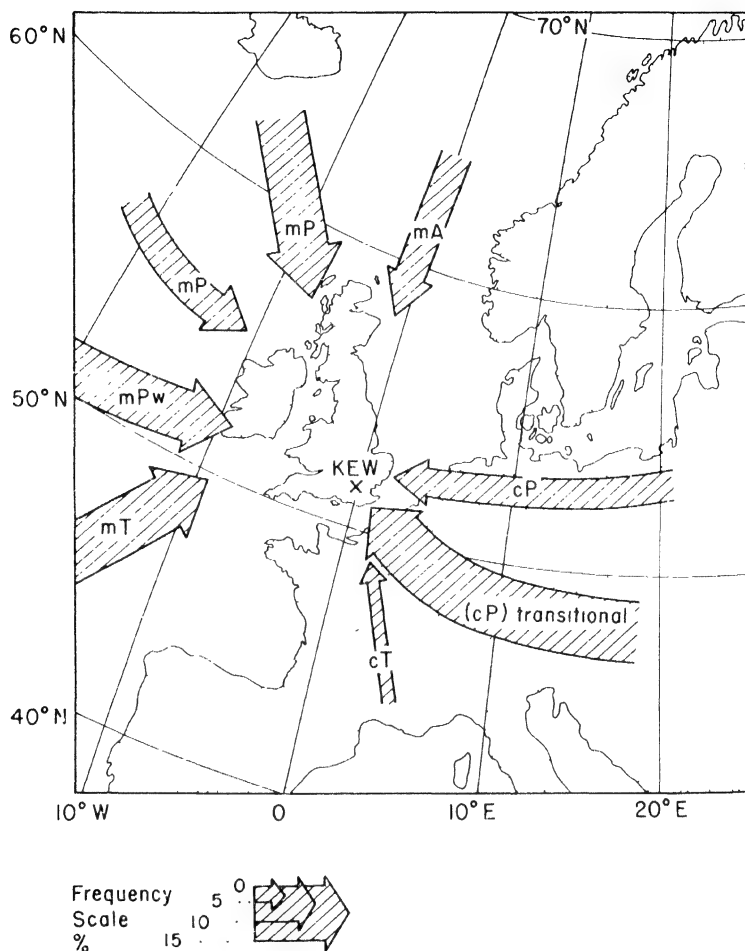 60°N
70°N
mP
mA
mP
mPw
50°N
KEW
x
cP
mT
(cP) transitional
cT
40°N
10°W
0
10°E
20°E
Frequency
0
5
Scale
10
%
15